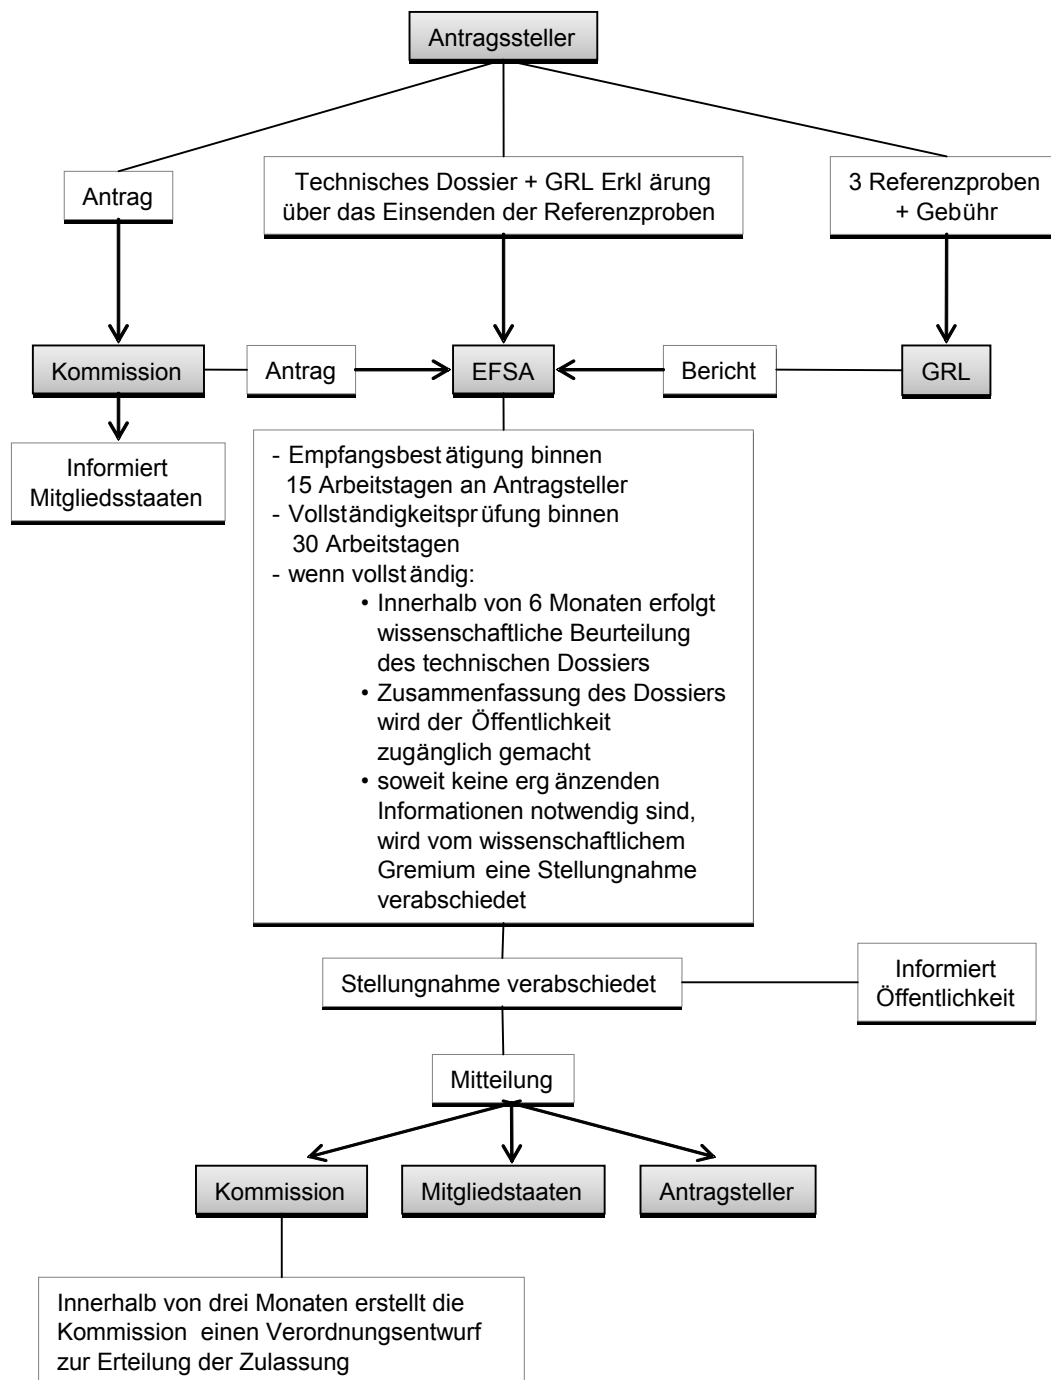 Antragssteller
Antrag
Technisches Dossier + GRL Erkl ärung
über das Einsenden der Referenzproben
3 Referenzproben
+ Gebühr
Kommission
Antrag
EFSA
Bericht
GRL
Informiert
Mitgliedsstaaten
- Empfangsbest ätigung binnen
15 Arbeitstagen an Antragsteller
- Vollständigkeitsprüfung binnen
30 Arbeitstagen
- wenn vollständig:
• Innerhalb von 6 Monaten erfolgt
wissenschaftliche Beurteilung
des technischen Dossiers
• Zusammenfassung des Dossiers
wird der Öffentlichkeit
zugänglich gemacht
• soweit keine erg änzenden
Informationen notwendig sind,
wird vom wissenschaftlichem
Gremium eine Stellungnahme
verabschiedet
Stellungnahme verabschiedet
Informiert
Öffentlichkeit
Mitteilung
Kommission
Mitgliedstaaten
Antragsteller
Innerhalb von drei Monaten erstellt die
Kommission einen Verordnungsentwurf
zur Erteilung der Zulassung